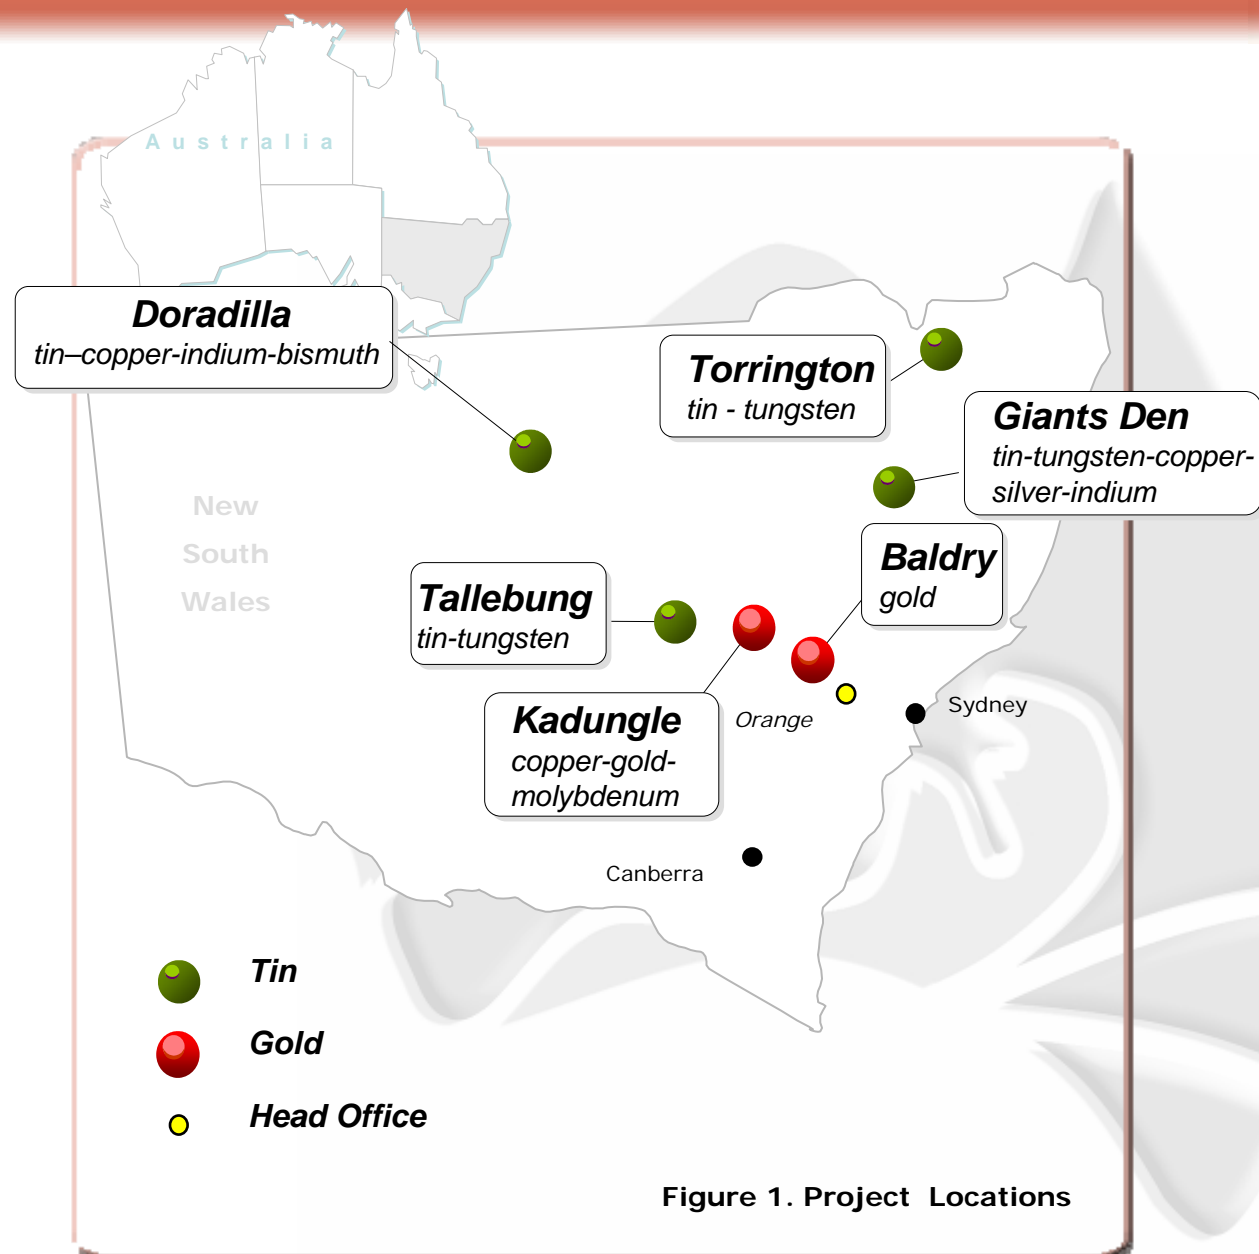 Australia
Doradilla
tin–copper-indium-bismuth
Torrington
tin - tungsten
Giants Den
tin-tungsten-copper-
silver-indium
New
South
Wales
Baldry
gold
Tallebung
tin-tungsten
Kadungle
copper-gold-
molybdenum
Orange
Sydney
Canberra
Tin
Gold
Head Office
Figure 1. Project Locations